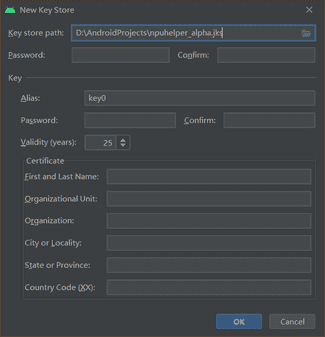 New Key Store
Key store path: D:\AndroidProjects\npuhelper_alpha.jks
Password: Confirm:
Key
Alias: key0
Password: Confirm:
Validity (years): 25
Certificate
First and Last Name:
Organizational Unit:
Organization:
City or Locality:
State or Province:
Country Code (XX):
OK Cancel